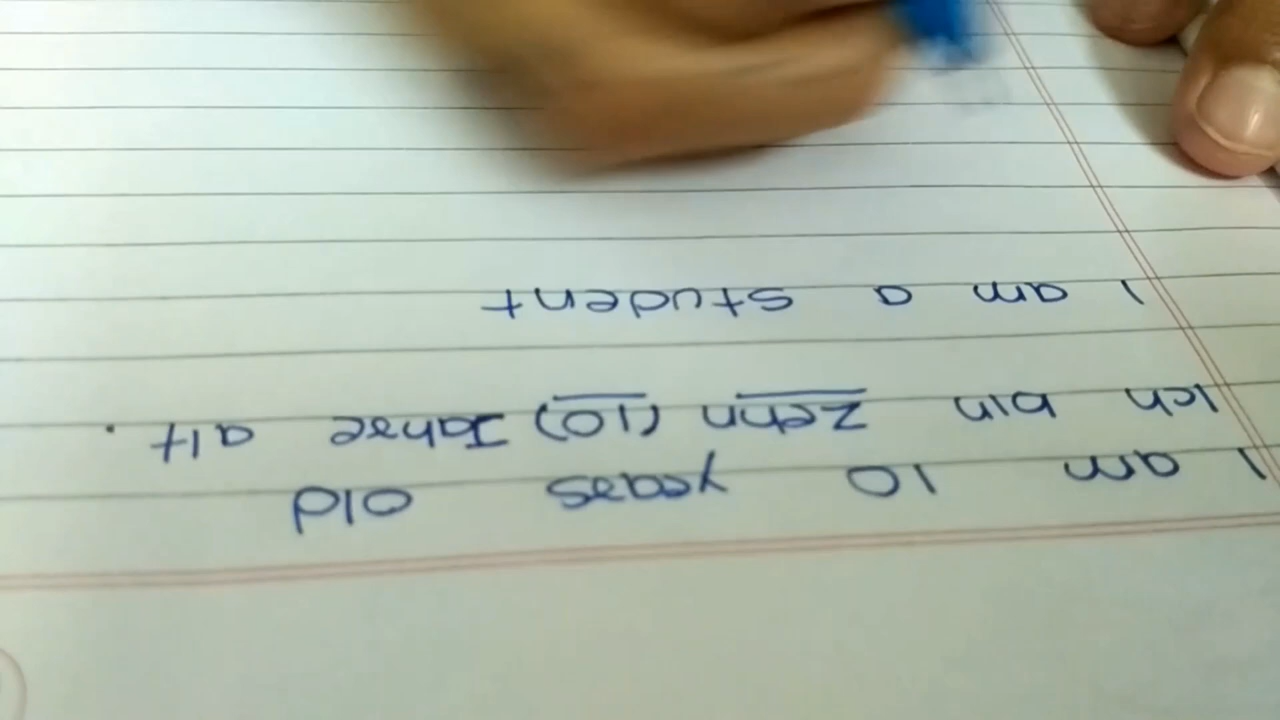 I am 10 years old
Ich bin Zehn (10) Jahre alt.
I am a student